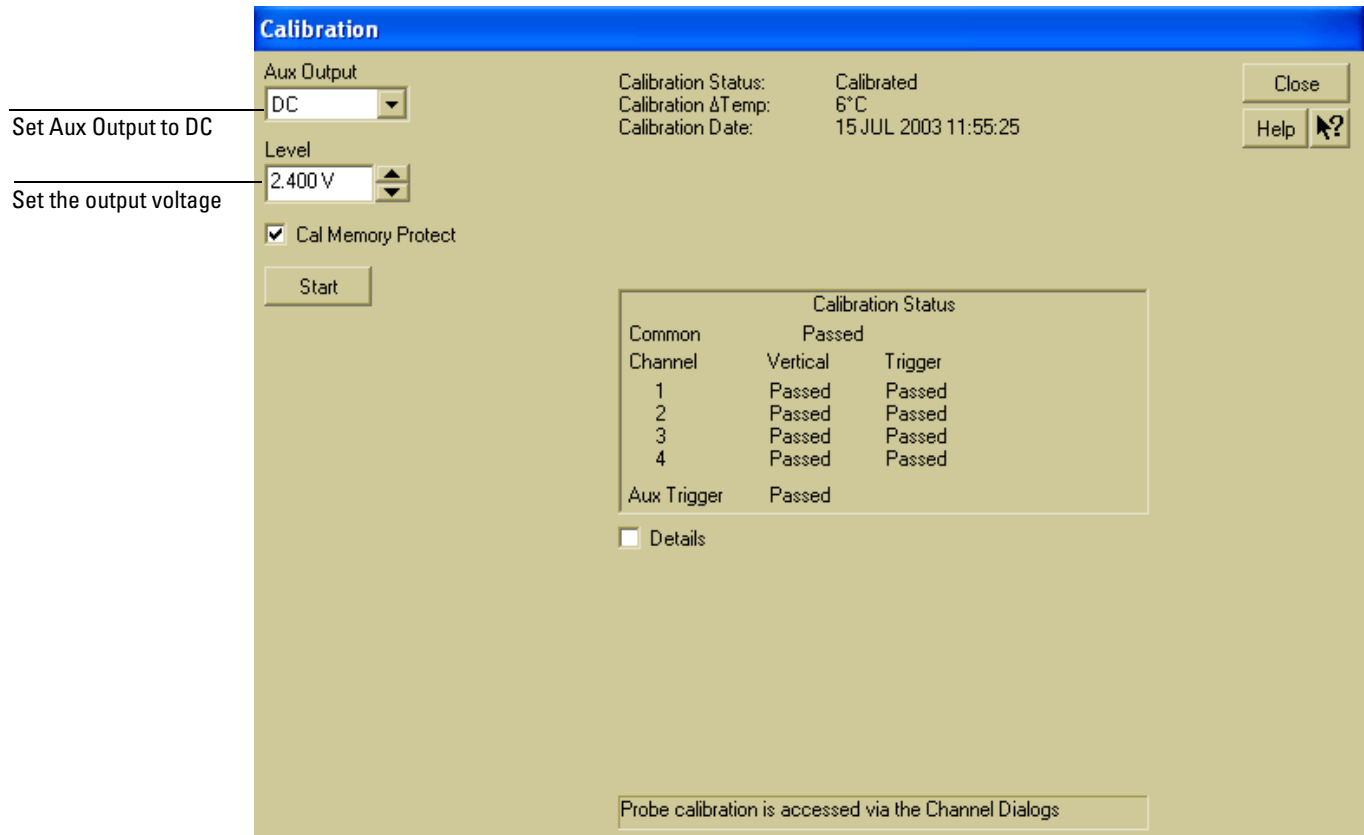 Calibration
Aux Output
DC
Set Aux Output to DC
Level
2.400 V
Set the output voltage
Cal Memory Protect
Start
Calibration Status: Calibrated
Calibration ΔTemp: 6°C
Calibration Date: 15 JUL 2003 11:55:25
Close
Help ?
Calibration Status
Common Passed
Channel Vertical Trigger
1 Passed Passed
2 Passed Passed
3 Passed Passed
4 Passed Passed
Aux Trigger Passed
Details
Probe calibration is accessed via the Channel Dialogs